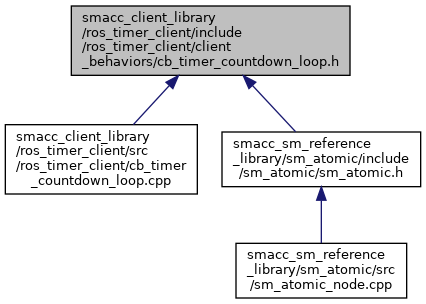 smacc_client_library
/ros_timer_client/include
/ros_timer_client/client
_behaviors/cb_timer_countdown_loop.h
smacc_client_library
/ros_timer_client/src
/ros_timer_client/cb_timer
_countdown_loop.cpp
smacc_sm_reference
_library/sm_atomic/include
/sm_atomic/sm_atomic.h
smacc_sm_reference
_library/sm_atomic/src
/sm_atomic_node.cpp